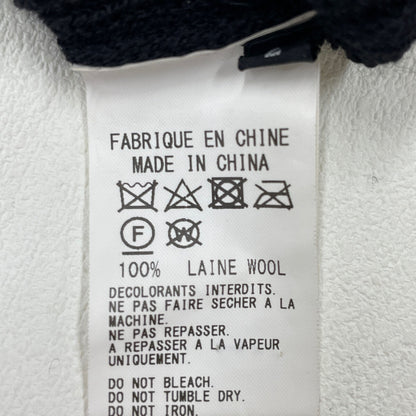 FABRIQUE EN CHINE
MADE IN CHINA
F W
100% LAINE WOOL
DECOLORANTS INTERDITS.
NE PAS FAIRE SECHER A LA
MACHINE.
NE PAS REPASSER.
A REPASSER A LA VAPEUR
UNIQUEMENT.
DO NOT BLEACH.
DO NOT TUMBLE DRY.
DO NOT IRON.